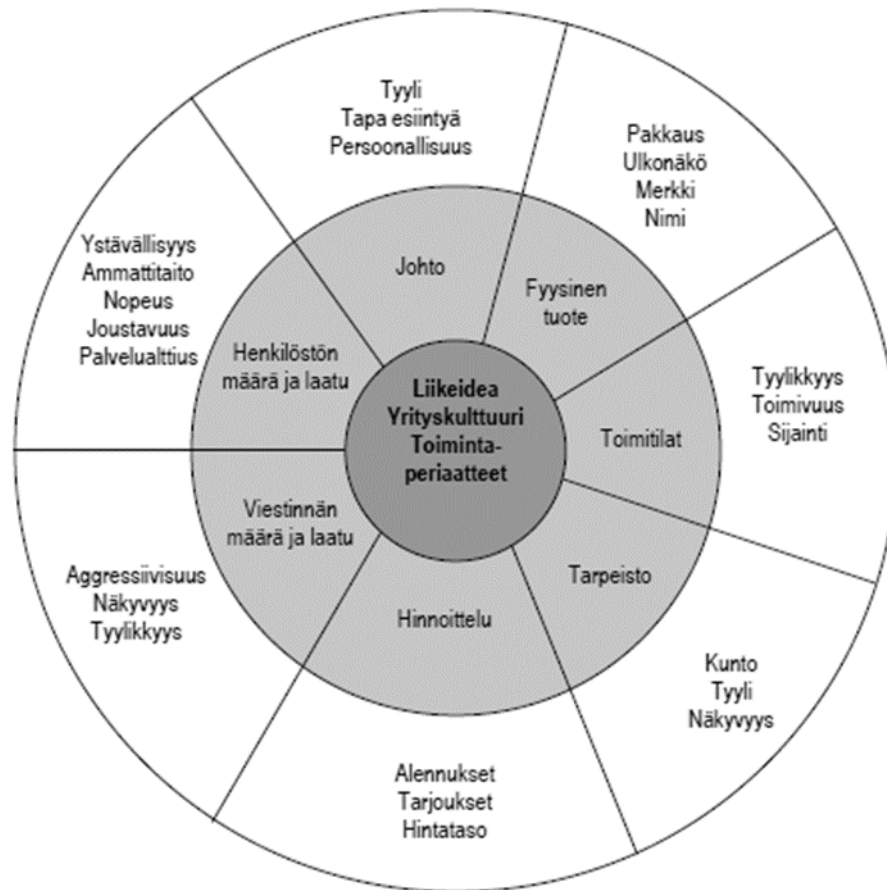 Tyyli
Tapa esiintyä
Persoonallisuus
Pakkaus
Ulkonäkö
Merkki
Nimi
Ystävällisyys
Ammattitaito
Nopeus
Joustavuus
Palvelualttius
Johto
Fyysinen
tuote
Henkilöstön
määrä ja laatu
Liikeidea
Yrityskulttuuri
Toiminta-
periaatteet
Toimitilat
Tyylikkyys
Toimivuus
Sijainti
Viestinnän
määrä ja laatu
Aggressiivisuus
Näkyvyys
Tyylikkyys
Hinnoittelu
Tarpeisto
Kunto
Tyyli
Näkyvyys
Alennukset
Tarjoukset
Hintataso